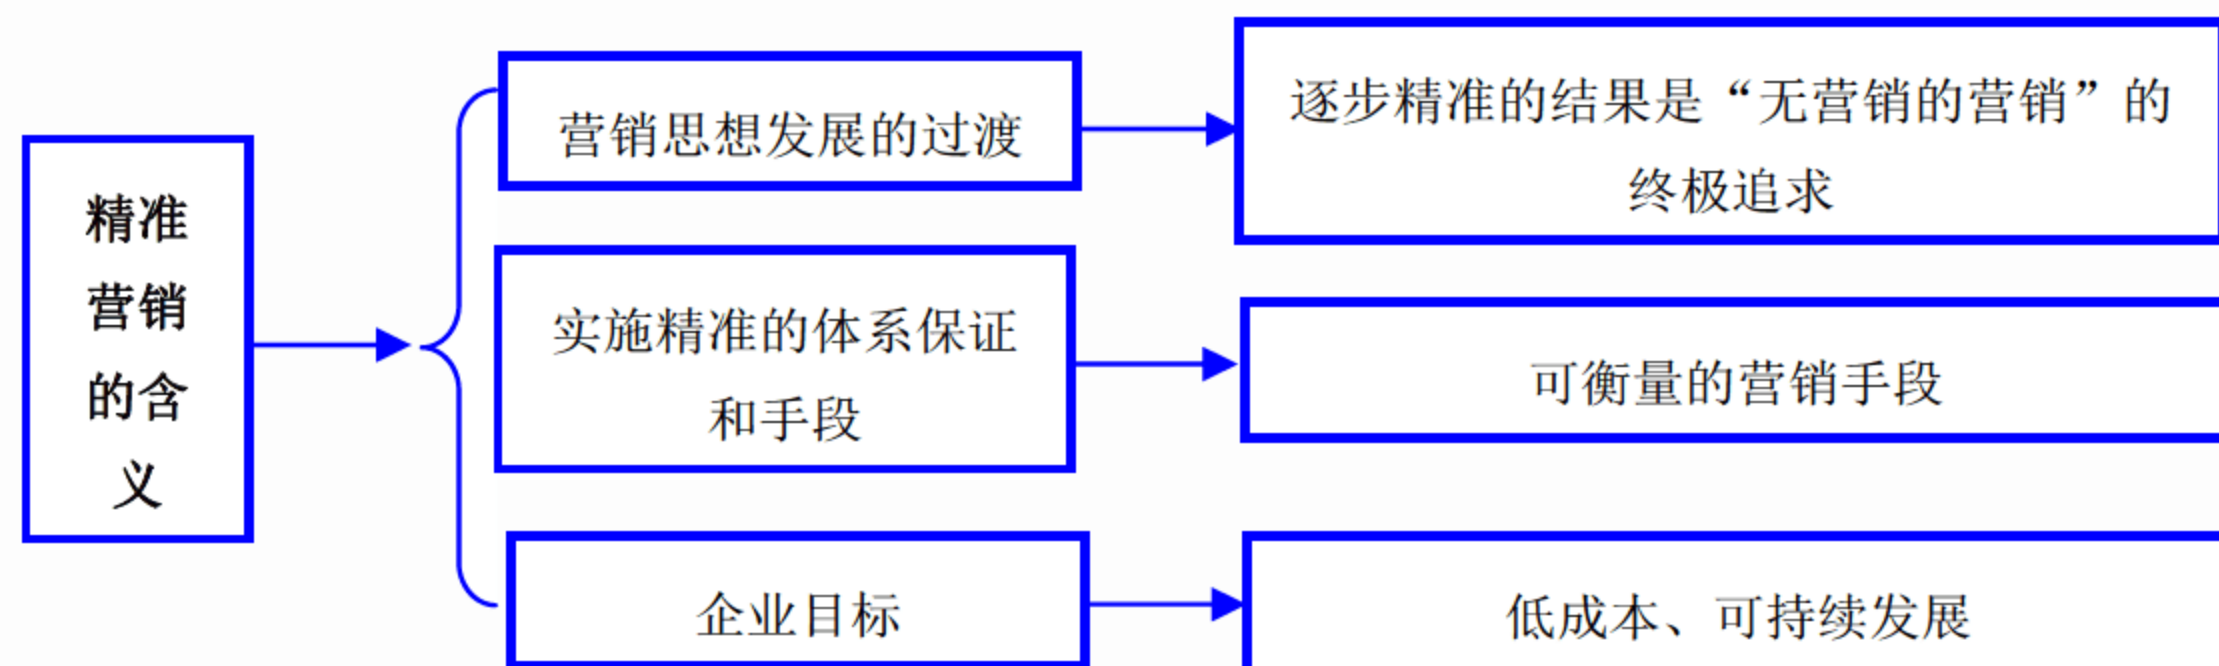 精准
营销
的含
义
营销思想发展的过渡
逐步精准的结果是“无营销的营销”的
终极追求
实施精准的体系保证
和手段
可衡量的营销手段
企业目标
低成本、可持续发展